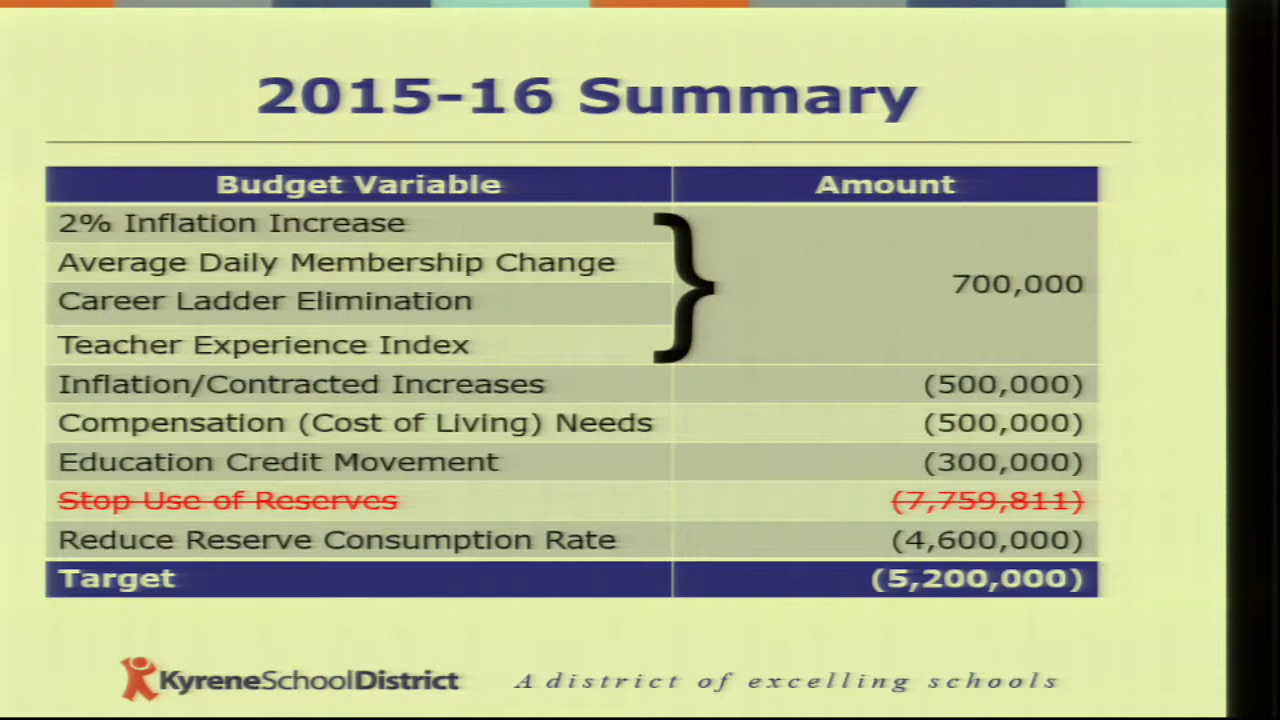 2015-16 Summary
Budget Variable Amount
2% Inflation Increase
Average Daily Membership Change
700,000
Career Ladder Elimination
Teacher Experience Index
Inflation/Contracted Increases (500,000)
Compensation (Cost of Living) Needs (500,000)
Education Credit Movement (300,000)
Stop Use of Reserves (7,759,811)
Reduce Reserve Consumption Rate (4,600,000)
Target (5,200,000)
KyreneSchoolDistrict A district of excelling schools